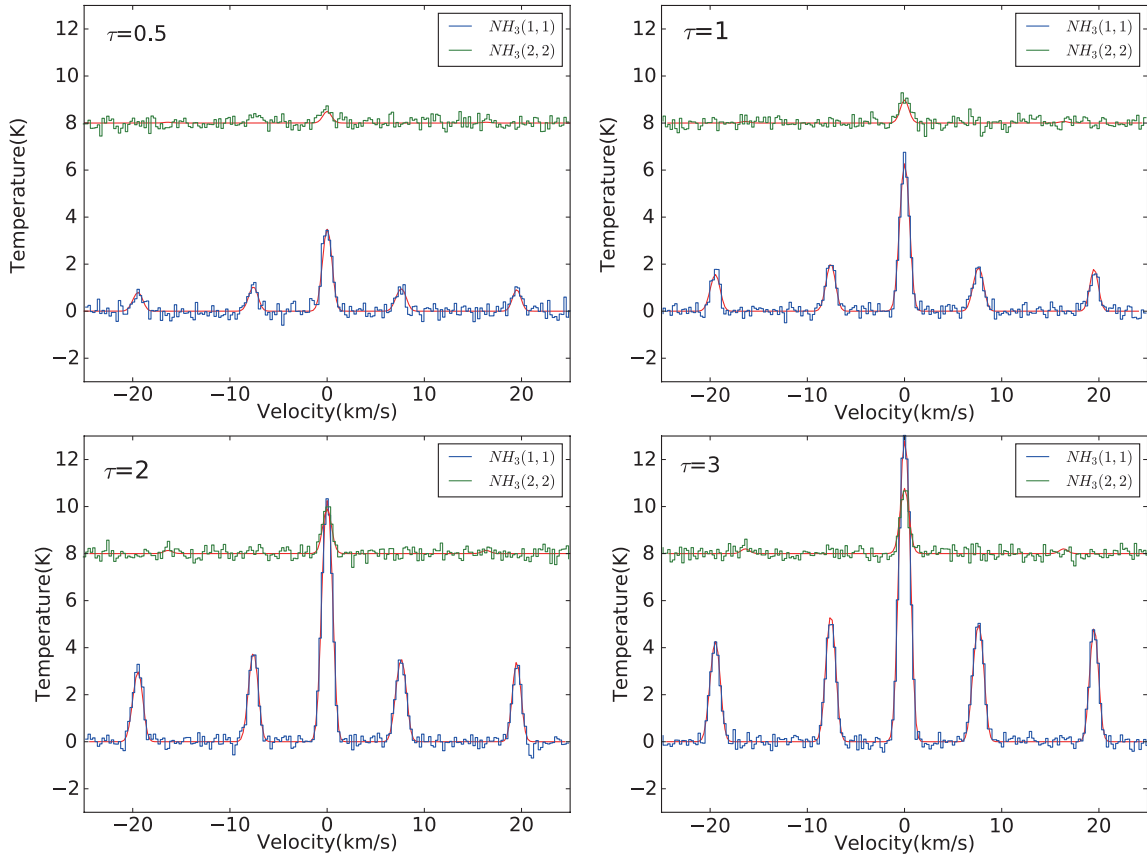 τ=0.5
NH3(1,1)
NH3(2,2)
12
10
8
6
4
2
0
−2
Temperature(K)
−20 −10 0 10 20
Velocity(km/s)
τ=1
NH3(1,1)
NH3(2,2)
12
10
8
6
4
2
0
−2
Temperature(K)
−20 −10 0 10 20
Velocity(km/s)
τ=2
NH3(1,1)
NH3(2,2)
12
10
8
6
4
2
0
−2
Temperature(K)
−20 −10 0 10 20
Velocity(km/s)
τ=3
NH3(1,1)
NH3(2,2)
12
10
8
6
4
2
0
−2
Temperature(K)
−20 −10 0 10 20
Velocity(km/s)